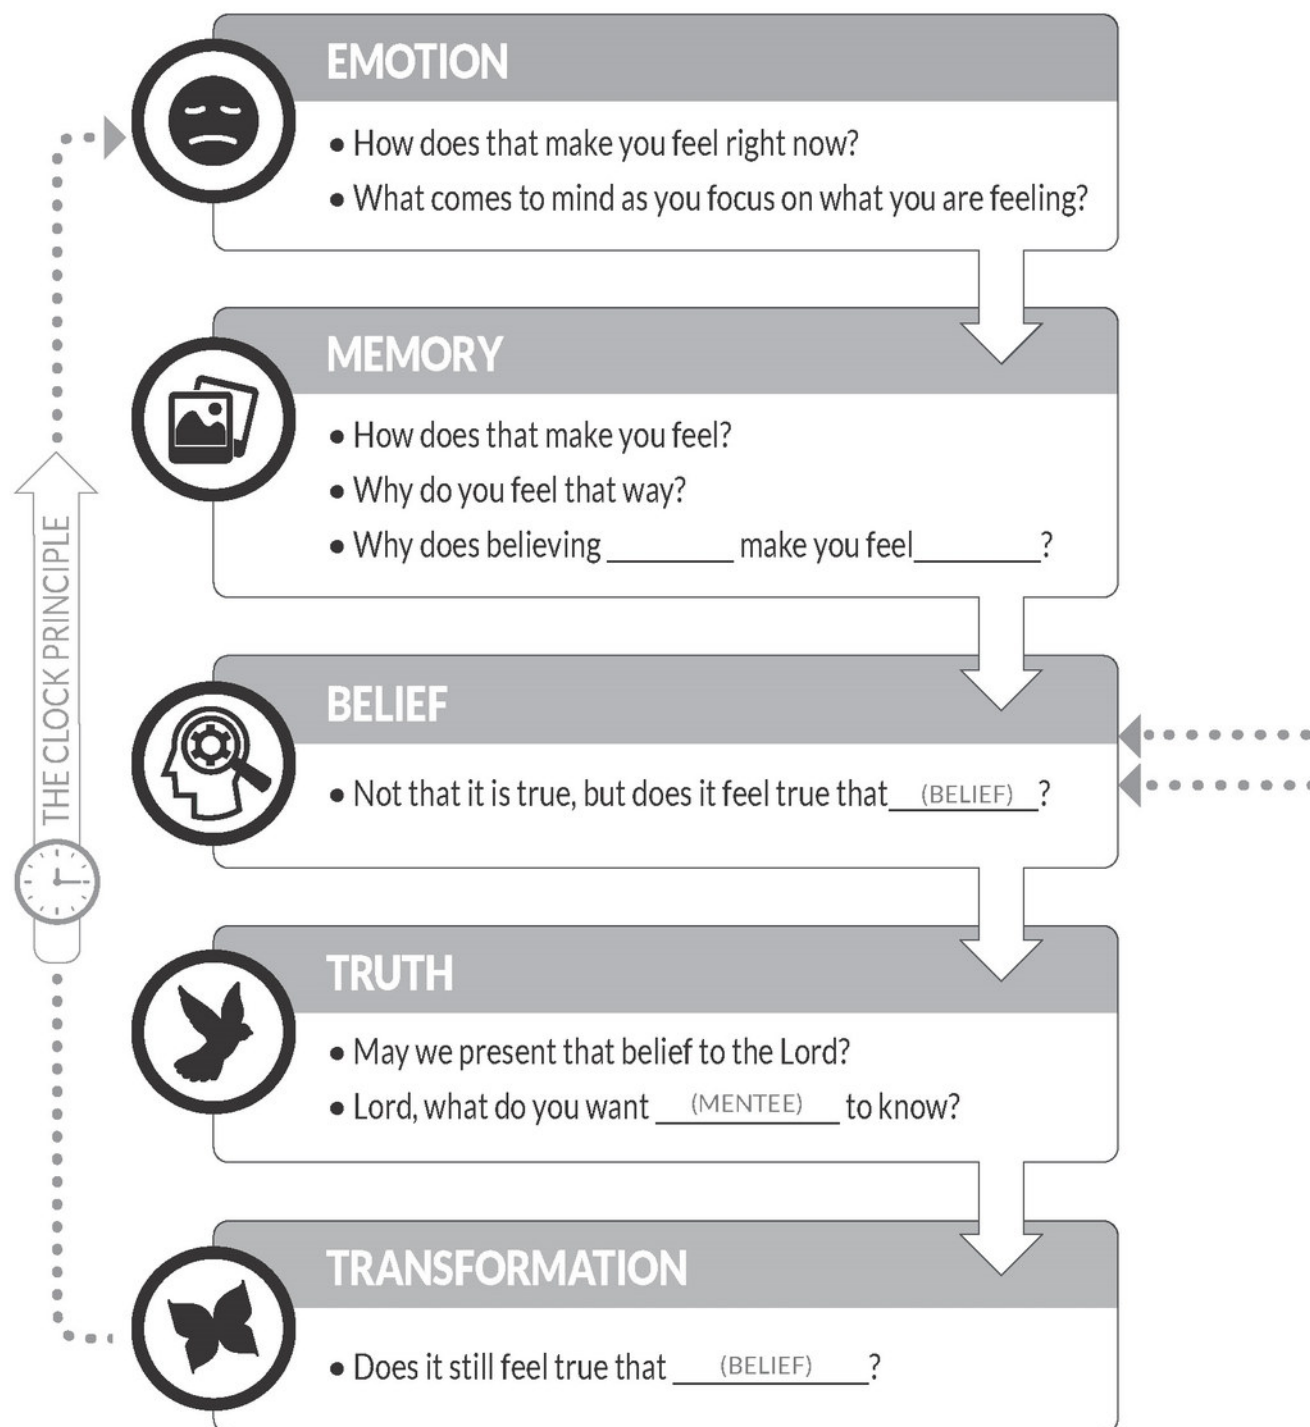 EMOTION
• How does that make you feel right now?
• What comes to mind as you focus on what you are feeling?
MEMORY
• How does that make you feel?
• Why do you feel that way?
• Why does believing __________ make you feel__________?
THE CLOCK PRINCIPLE
BELIEF
• Not that it is true, but does it feel true that (BELIEF) ?
TRUTH
• May we present that belief to the Lord?
• Lord, what do you want (MENTEE) to know?
TRANSFORMATION
• Does it still feel true that (BELIEF) ?